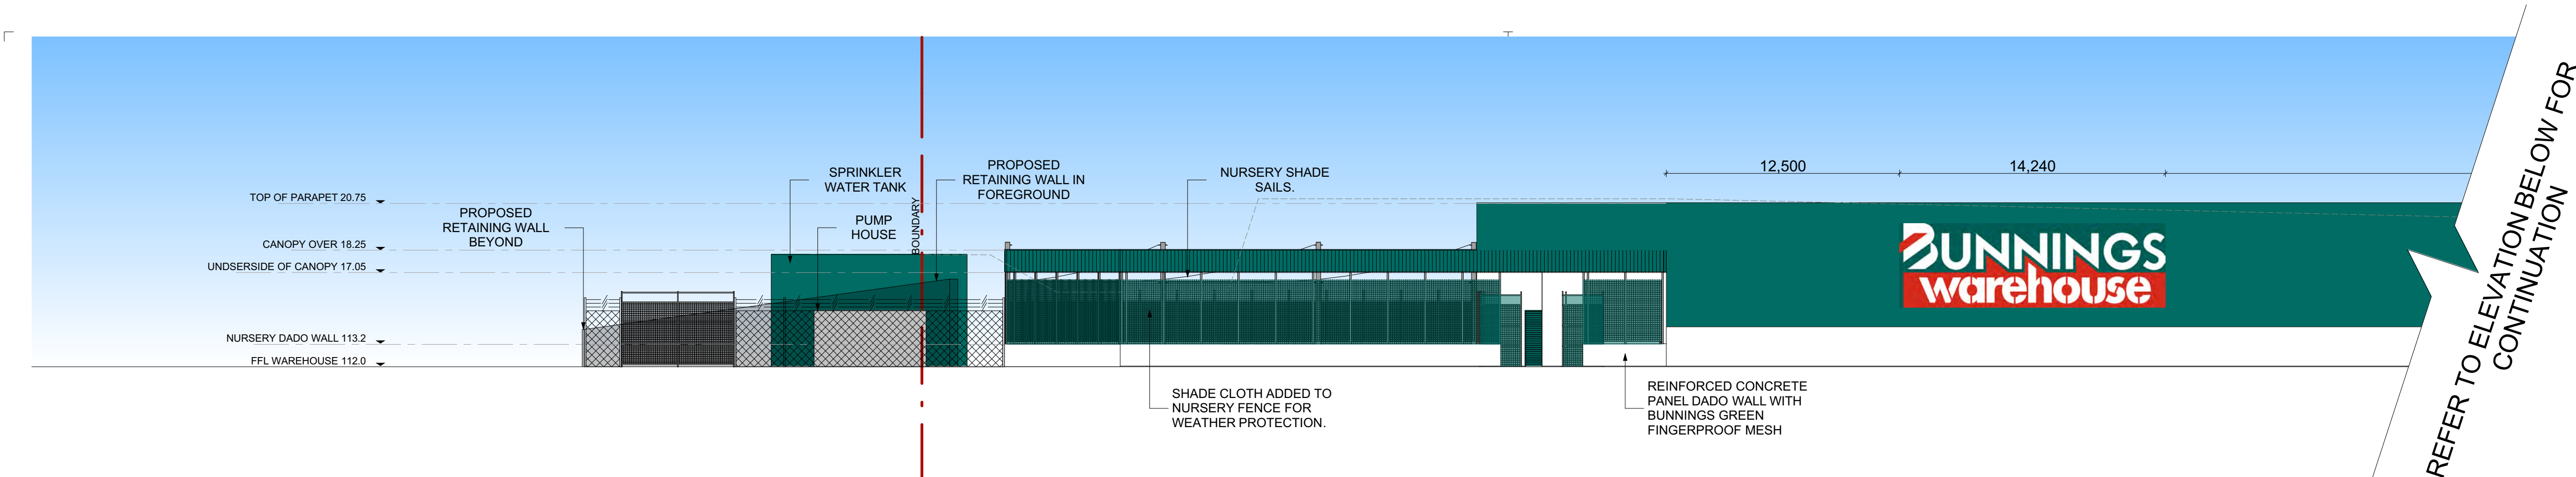 TOP OF PARAPET 20.75
CANOPY OVER 18.25
UNDSERSIDE OF CANOPY 17.05
NURSERY DADO WALL 113.2
FFL WAREHOUSE 112.0
PROPOSED
RETAINING WALL
BEYOND
SPRINKLER
WATER TANK
PUMP
HOUSE
BOUNDARY
PROPOSED
RETAINING WALL IN
FOREGROUND
NURSERY SHADE
SAILS.
SHADE CLOTH ADDED TO
NURSERY FENCE FOR
WEATHER PROTECTION.
REINFORCED CONCRETE
PANEL DADO WALL WITH
BUNNINGS GREEN
FINGERPROOF MESH
12,500
14,240
BUNNINGS
warehouse
REFER TO ELEVATION BELOW FOR
CONTINUATION